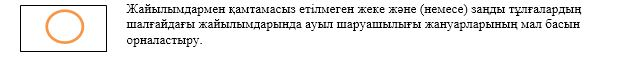 Жайылымдармен қамтамасыз етілмеген жеке және (немесе) заңды тұлғалардың
шалғайдағы жайылымдарында ауыл шаруашылығы жануарларының мал басын
орналастыру.